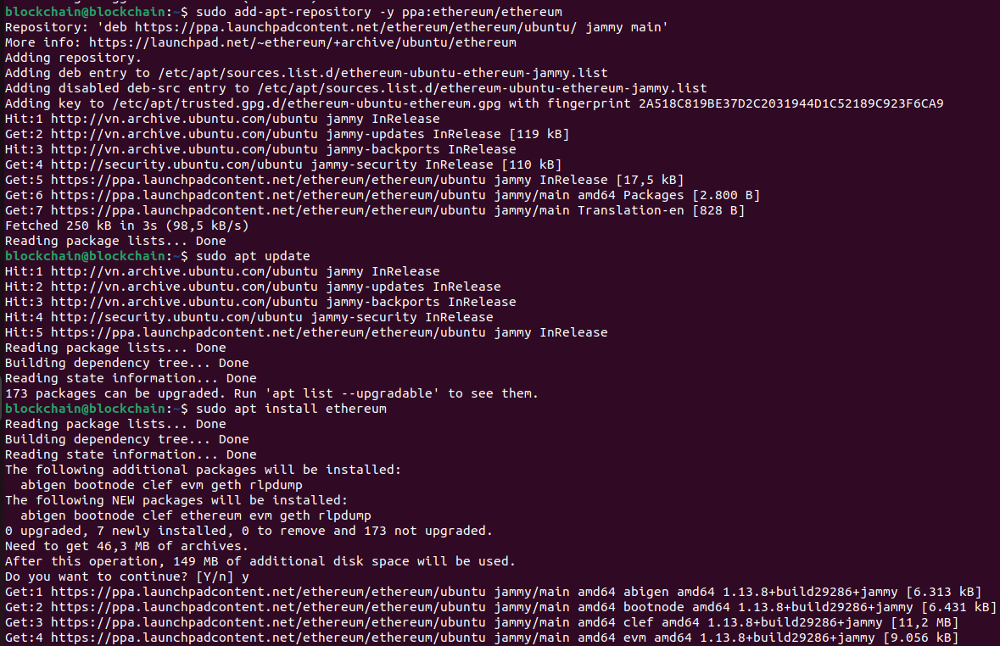 blockchain@blockchain:~$ sudo add-apt-repository -y ppa:ethereum/ethereum
Repository: 'deb https://ppa.launchpadcontent.net/ethereum/ethereum/ubuntu/ jammy main'
More info: https://launchpad.net/~ethereum/+archive/ubuntu/ethereum
Adding repository.
Adding deb entry to /etc/apt/sources.list.d/ethereum-ubuntu-ethereum-jammy.list
Adding disabled deb-src entry to /etc/apt/sources.list.d/ethereum-ubuntu-ethereum-jammy.list
Adding key to /etc/apt/trusted.gpg.d/ethereum-ubuntu-ethereum.gpg with fingerprint 2A518C819BE37D2C2031944D1C52189C923F6CA9
Hit:1 http://vn.archive.ubuntu.com/ubuntu jammy InRelease
Get:2 http://vn.archive.ubuntu.com/ubuntu jammy-updates InRelease [119 kB]
Hit:3 http://vn.archive.ubuntu.com/ubuntu jammy-backports InRelease
Get:4 http://security.ubuntu.com/ubuntu jammy-security InRelease [110 kB]
Get:5 https://ppa.launchpadcontent.net/ethereum/ethereum/ubuntu jammy InRelease [17,5 kB]
Get:6 https://ppa.launchpadcontent.net/ethereum/ethereum/ubuntu jammy/main amd64 Packages [2.800 B]
Get:7 https://ppa.launchpadcontent.net/ethereum/ethereum/ubuntu jammy/main Translation-en [828 B]
Fetched 250 kB in 3s (98,5 kB/s)
Reading package lists... Done
blockchain@blockchain:~$ sudo apt update
Hit:1 http://vn.archive.ubuntu.com/ubuntu jammy InRelease
Hit:2 http://vn.archive.ubuntu.com/ubuntu jammy-updates InRelease
Hit:3 http://vn.archive.ubuntu.com/ubuntu jammy-backports InRelease
Hit:4 http://security.ubuntu.com/ubuntu jammy-security InRelease
Hit:5 https://ppa.launchpadcontent.net/ethereum/ethereum/ubuntu jammy InRelease
Reading package lists... Done
Building dependency tree... Done
Reading state information... Done
173 packages can be upgraded. Run 'apt list --upgradable' to see them.
blockchain@blockchain:~$ sudo apt install ethereum
Reading package lists... Done
Building dependency tree... Done
Reading state information... Done
The following additional packages will be installed:
  abigen bootnode clef evm geth rlpdump
The following NEW packages will be installed:
  abigen bootnode clef ethereum evm geth rlpdump
0 upgraded, 7 newly installed, 0 to remove and 173 not upgraded.
Need to get 46,3 MB of archives.
After this operation, 149 MB of additional disk space will be used.
Do you want to continue? [Y/n] y
Get:1 https://ppa.launchpadcontent.net/ethereum/ethereum/ubuntu jammy/main amd64 abigen amd64 1.13.8+build29286+jammy [6.313 kB]
Get:2 https://ppa.launchpadcontent.net/ethereum/ethereum/ubuntu jammy/main amd64 bootnode amd64 1.13.8+build29286+jammy [6.431 kB]
Get:3 https://ppa.launchpadcontent.net/ethereum/ethereum/ubuntu jammy/main amd64 clef amd64 1.13.8+build29286+jammy [11,2 MB]
Get:4 https://ppa.launchpadcontent.net/ethereum/ethereum/ubuntu jammy/main amd64 evm amd64 1.13.8+build29286+jammy [9.056 kB]